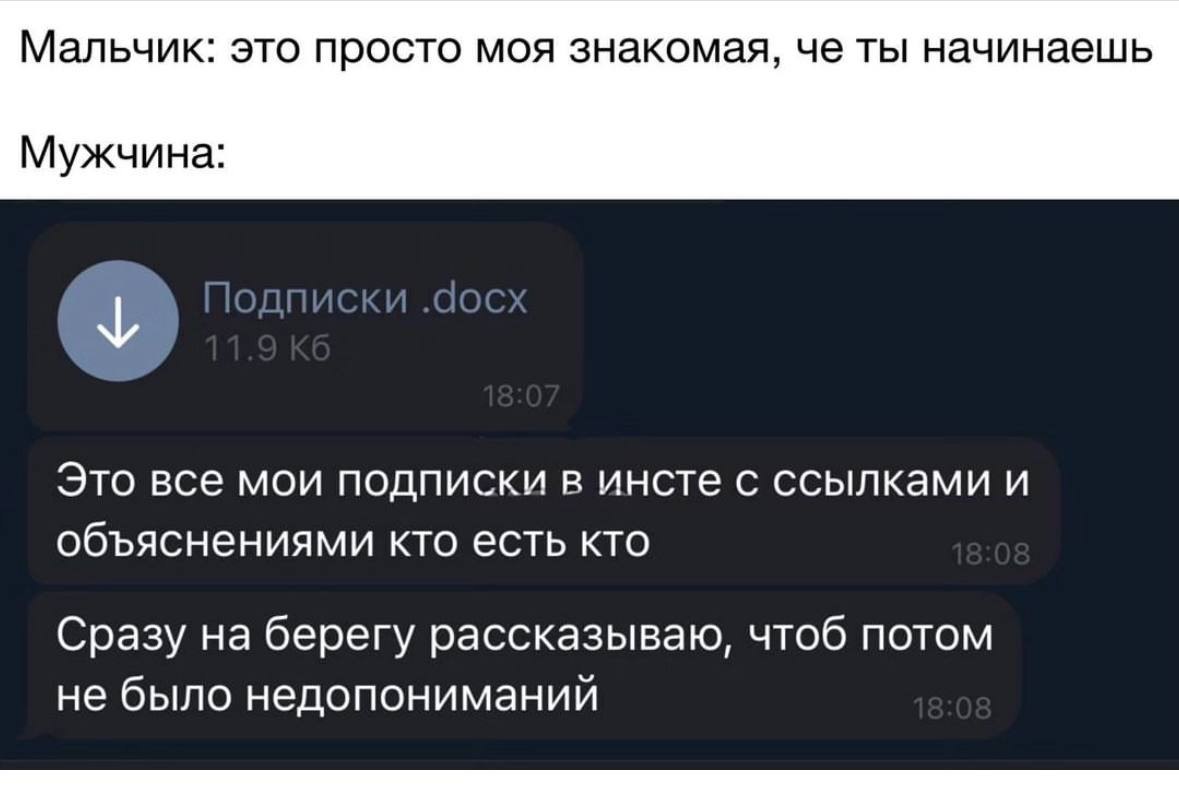 Мальчик: это просто моя знакомая, че ты начинаешь
Мужчина:
Подписки .docx
11.9 Кб
18:07
Это все мои подписки в инсте с ссылками и
объяснениями кто есть кто
18:08
Сразу на берегу рассказываю, чтоб потом
не было недопониманий
18:08